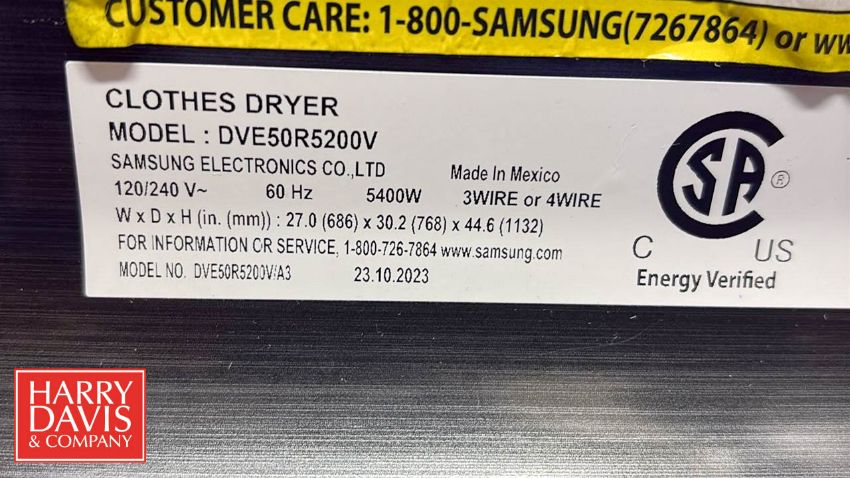 CUSTOMER CARE: 1-800-SAMSUNG(7267864) or ww
CLOTHES DRYER
MODEL : DVE50R5200V
SAMSUNG ELECTRONICS CO.,LTD Made In Mexico
120/240 V~ 60 Hz 5400W 3WIRE or 4WIRE
W x D x H (in. (mm)) : 27.0 (686) x 30.2 (768) x 44.6 (1132)
FOR INFORMATION OR SERVICE, 1-800-726-7864 www.samsung.com
MODEL NO. DVE50R5200V/A3 23.10.2023
CSA ®
C US
Energy Verified
HARRY
DAVIS
& COMPANY